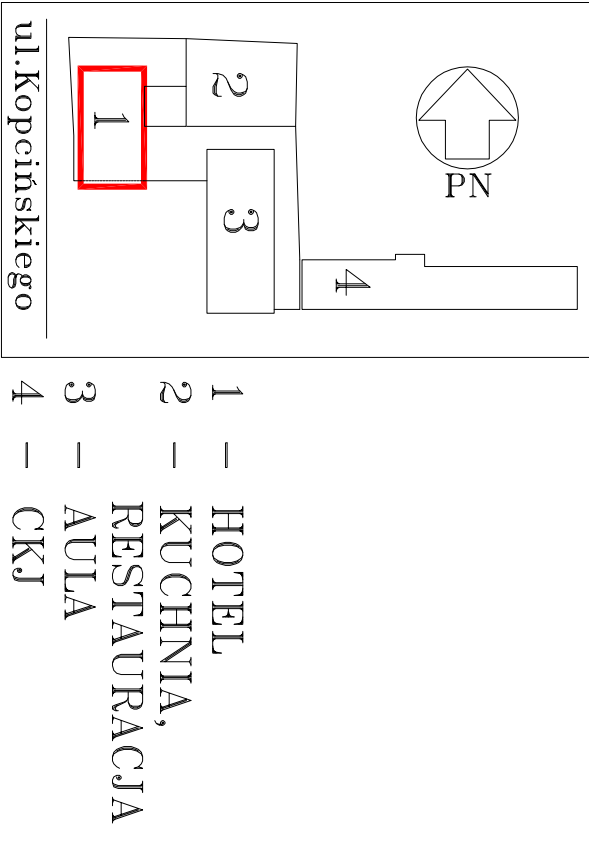 PN
2
1
3
4
ul.Kopcińskiego
1 – HOTEL
2 – KUCHNIA,
RESTAURACJA
3 – AULA
4 – CKJ